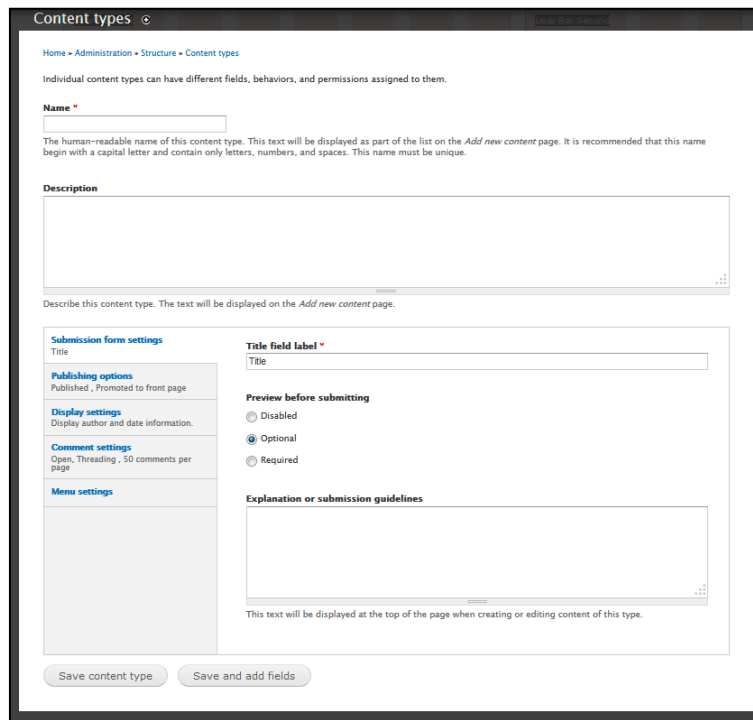 Content types
User Bar Second
Home » Administration » Structure » Content types
Individual content types can have different fields, behaviors, and permissions assigned to them.
Name *
The human-readable name of this content type. This text will be displayed as part of the list on the Add new content page. It is recommended that this name
begin with a capital letter and contain only letters, numbers, and spaces. This name must be unique.
Description
Describe this content type. The text will be displayed on the Add new content page.
Submission form settings
Title
Publishing options
Published , Promoted to front page
Display settings
Display author and date information.
Comment settings
Open, Threading , 50 comments per
page
Menu settings
Title field label *
Title
Preview before submitting
Disabled
Optional
Required
Explanation or submission guidelines
This text will be displayed at the top of the page when creating or editing content of this type.
Save content type
Save and add fields